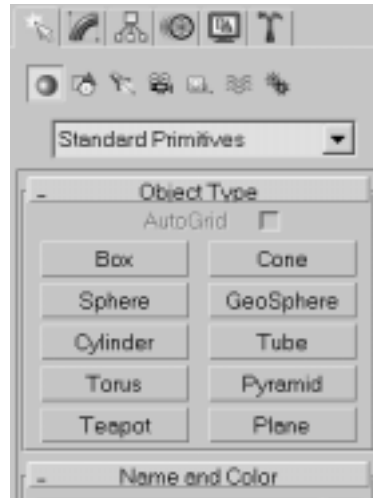 Standard Primitives
- Object Type
AutoGrid
Box Cone
Sphere GeoSphere
Cylinder Tube
Torus Pyramid
Teapot Plane
- Name and Color